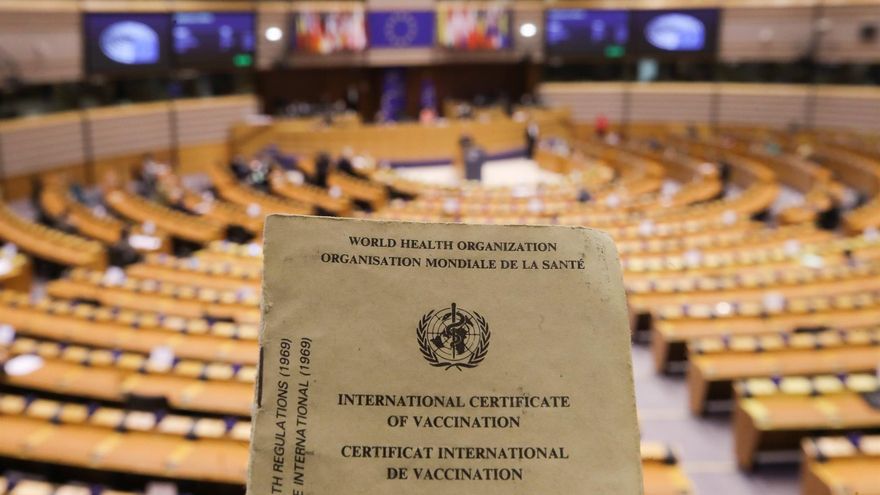 WORLD HEALTH ORGANIZATION
ORGANISATION MONDIALE DE LA SANTÉ
INTERNATIONAL CERTIFICATE
OF VACCINATION
CERTIFICAT INTERNATIONAL
DE VACCINATION
TH REGULATIONS (1969)
E INTERNATIONAL (1969)